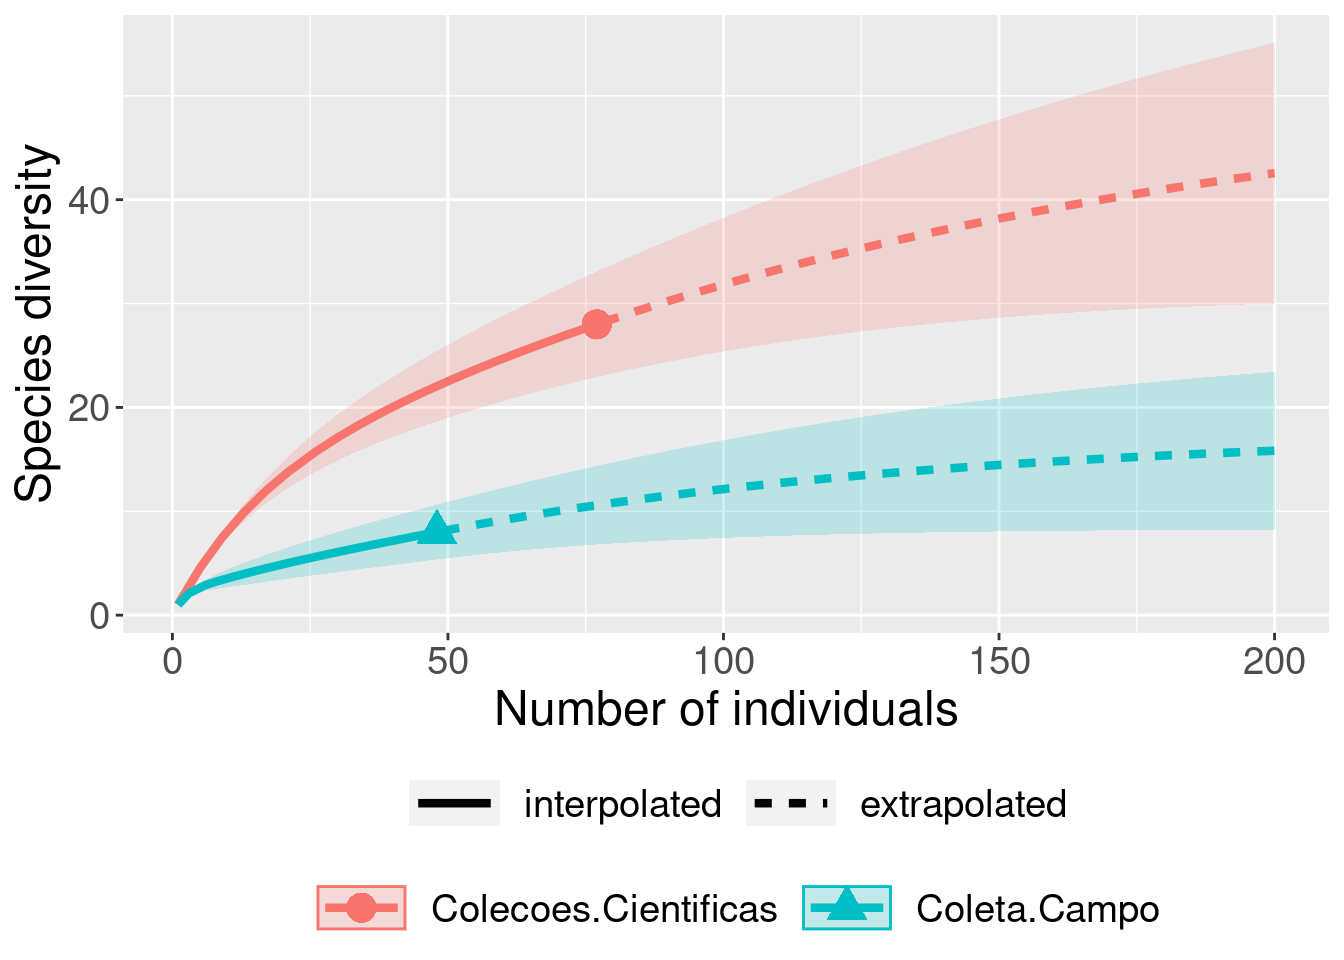 Species diversity
40
20
0
0 50 100 150 200
Number of individuals
interpolated extrapolated
Colecoes.Cientificas Coleta.Campo